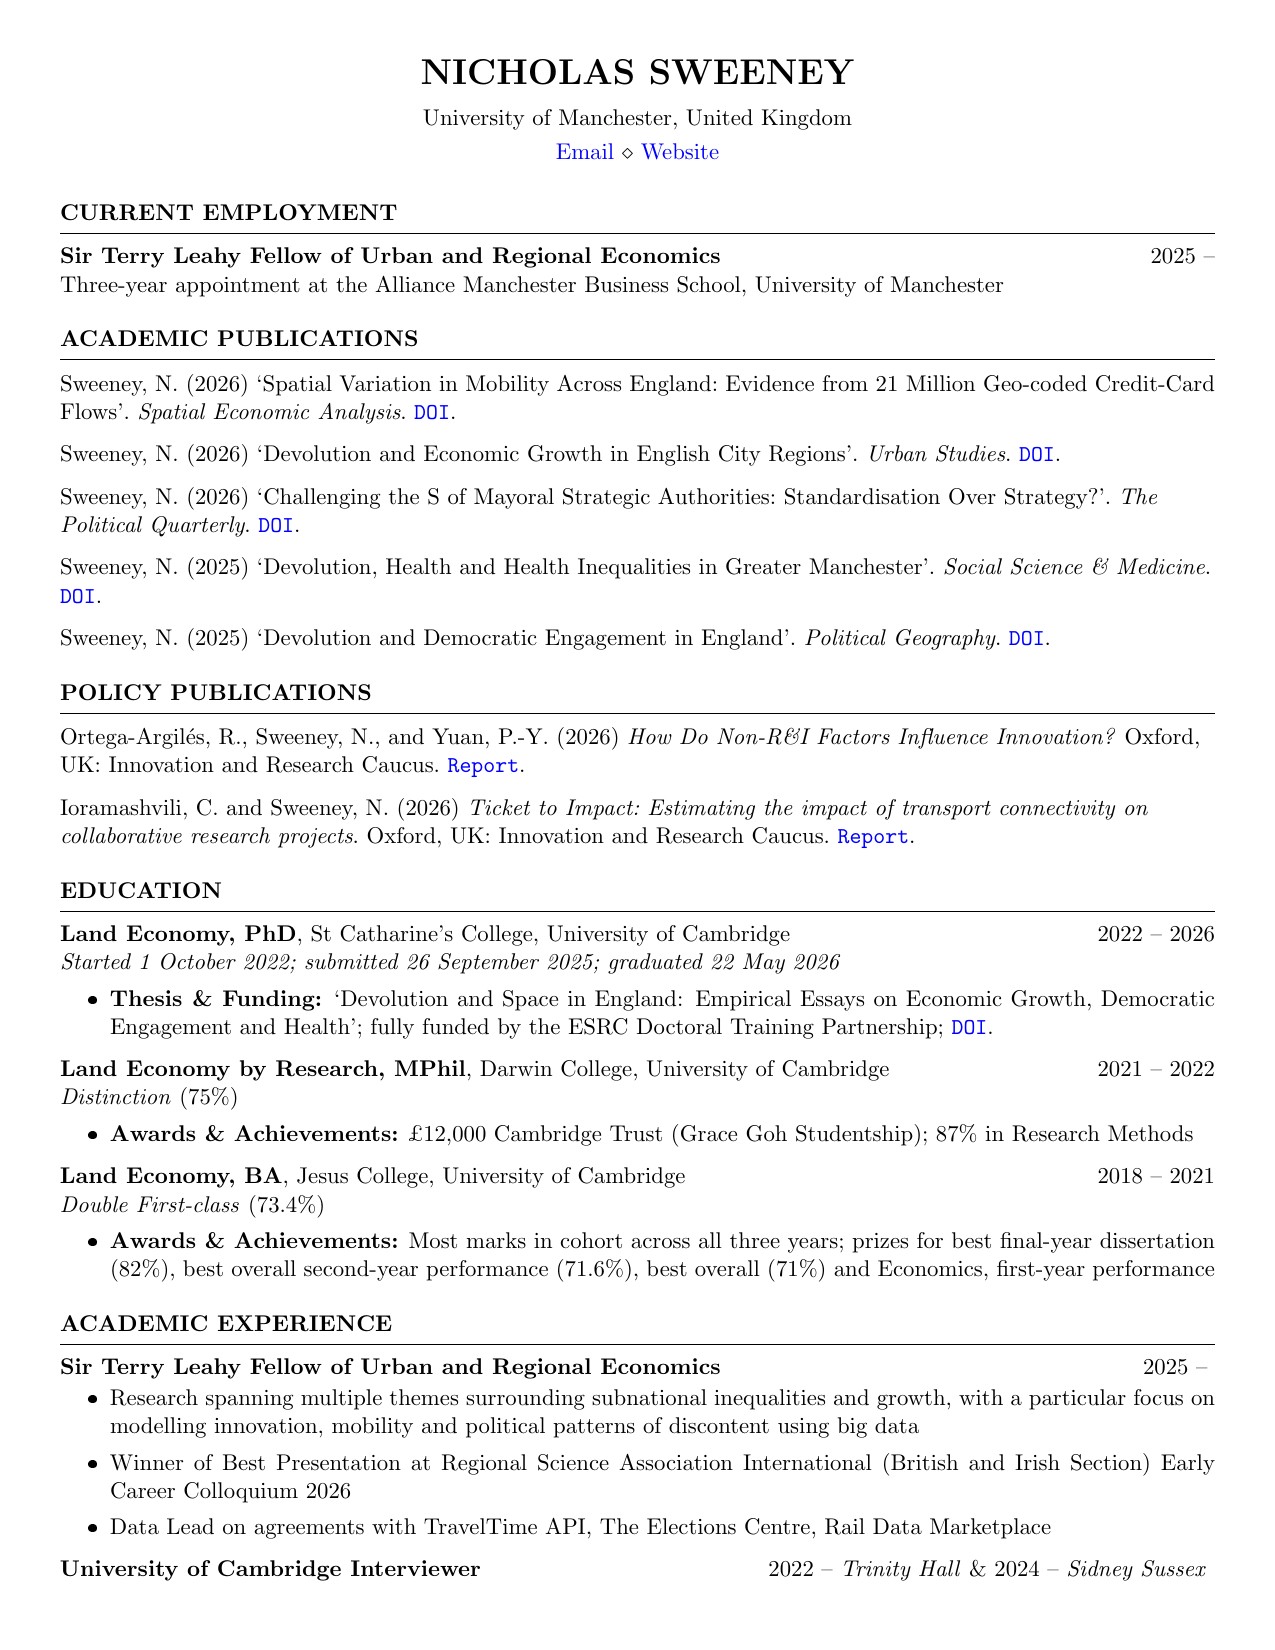 NICHOLAS SWEENEY
University of Manchester, United Kingdom
Email ⋄ Website
CURRENT EMPLOYMENT
Sir Terry Leahy Fellow of Urban and Regional Economics 2025 –
Three-year appointment at the Alliance Manchester Business School, University of Manchester
ACADEMIC PUBLICATIONS
Sweeney, N. (2026) ‘Spatial Variation in Mobility Across England: Evidence from 21 Million Geo-coded Credit-Card
Flows’. Spatial Economic Analysis. DOI.
Sweeney, N. (2026) ‘Devolution and Economic Growth in English City Regions’. Urban Studies. DOI.
Sweeney, N. (2026) ‘Challenging the S of Mayoral Strategic Authorities: Standardisation Over Strategy?’. The
Political Quarterly. DOI.
Sweeney, N. (2025) ‘Devolution, Health and Health Inequalities in Greater Manchester’. Social Science & Medicine.
DOI.
Sweeney, N. (2025) ‘Devolution and Democratic Engagement in England’. Political Geography. DOI.
POLICY PUBLICATIONS
Ortega-Argilés, R., Sweeney, N., and Yuan, P.-Y. (2026) How Do Non-R&I Factors Influence Innovation? Oxford,
UK: Innovation and Research Caucus. Report.
Ioramashvili, C. and Sweeney, N. (2026) Ticket to Impact: Estimating the impact of transport connectivity on
collaborative research projects. Oxford, UK: Innovation and Research Caucus. Report.
EDUCATION
Land Economy, PhD, St Catharine’s College, University of Cambridge 2022 – 2026
Started 1 October 2022; submitted 26 September 2025; graduated 22 May 2026
• Thesis & Funding: ‘Devolution and Space in England: Empirical Essays on Economic Growth, Democratic
Engagement and Health’; fully funded by the ESRC Doctoral Training Partnership; DOI.
Land Economy by Research, MPhil, Darwin College, University of Cambridge 2021 – 2022
Distinction (75%)
• Awards & Achievements: £12,000 Cambridge Trust (Grace Goh Studentship); 87% in Research Methods
Land Economy, BA, Jesus College, University of Cambridge 2018 – 2021
Double First-class (73.4%)
• Awards & Achievements: Most marks in cohort across all three years; prizes for best final-year dissertation
(82%), best overall second-year performance (71.6%), best overall (71%) and Economics, first-year performance
ACADEMIC EXPERIENCE
Sir Terry Leahy Fellow of Urban and Regional Economics 2025 –
• Research spanning multiple themes surrounding subnational inequalities and growth, with a particular focus on
modelling innovation, mobility and political patterns of discontent using big data
• Winner of Best Presentation at Regional Science Association International (British and Irish Section) Early
Career Colloquium 2026
• Data Lead on agreements with TravelTime API, The Elections Centre, Rail Data Marketplace
University of Cambridge Interviewer 2022 – Trinity Hall & 2024 – Sidney Sussex